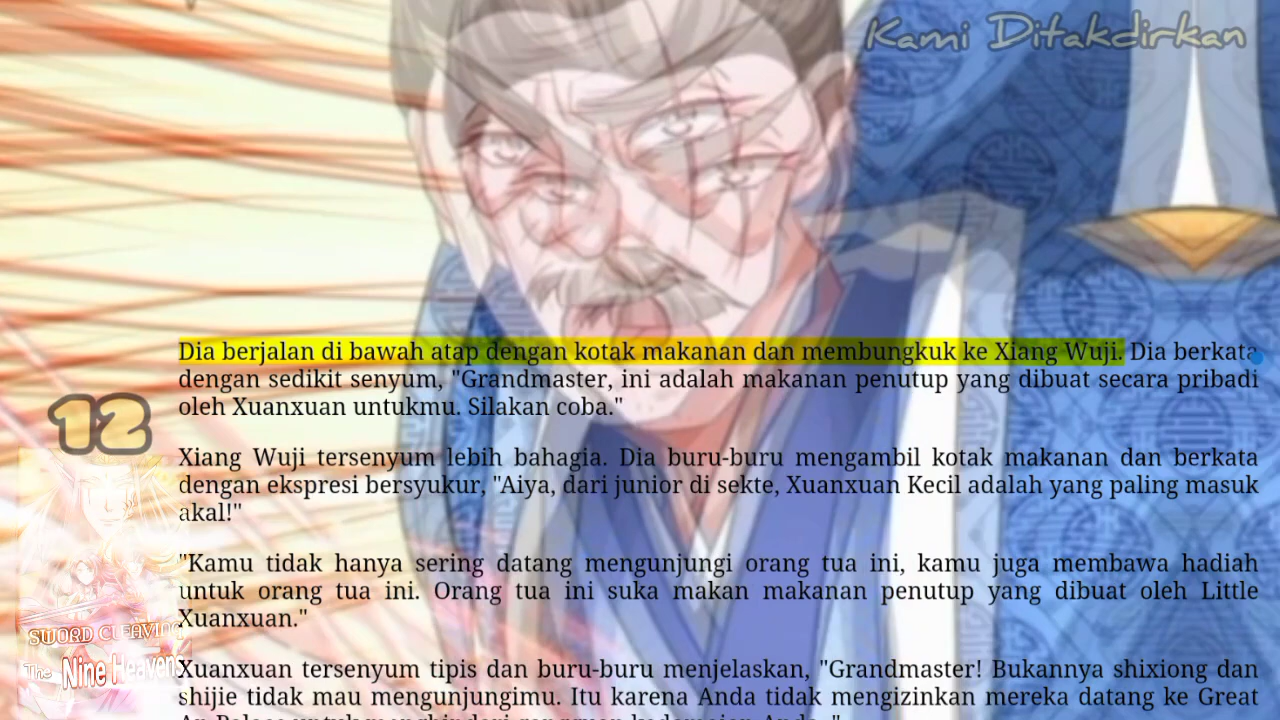 Kami Ditakdirkan
Dia berjalan di bawah atap dengan kotak makanan dan membungkuk ke Xiang Wuji. Dia berkata
dengan sedikit senyum, "Grandmaster, ini adalah makanan penutup yang dibuat secara pribadi
oleh Xuanxuan untukmu. Silakan coba."
12
Xiang Wuji tersenyum lebih bahagia. Dia buru-buru mengambil kotak makanan dan berkata
dengan ekspresi bersyukur, "Aiya, dari junior di sekte, Xuanxuan Kecil adalah yang paling masuk
akal!"
"Kamu tidak hanya sering datang mengunjungi orang tua ini, kamu juga membawa hadiah
untuk orang tua ini. Orang tua ini suka makan makanan penutup yang dibuat oleh Little
Xuanxuan."
SWORD CLEAVING
The Nine Heavens
Xuanxuan tersenyum tipis dan buru-buru menjelaskan, "Grandmaster! Bukannya shixiong dan
shijie tidak mau mengunjungimu. Itu karena Anda tidak mengizinkan mereka datang ke Great